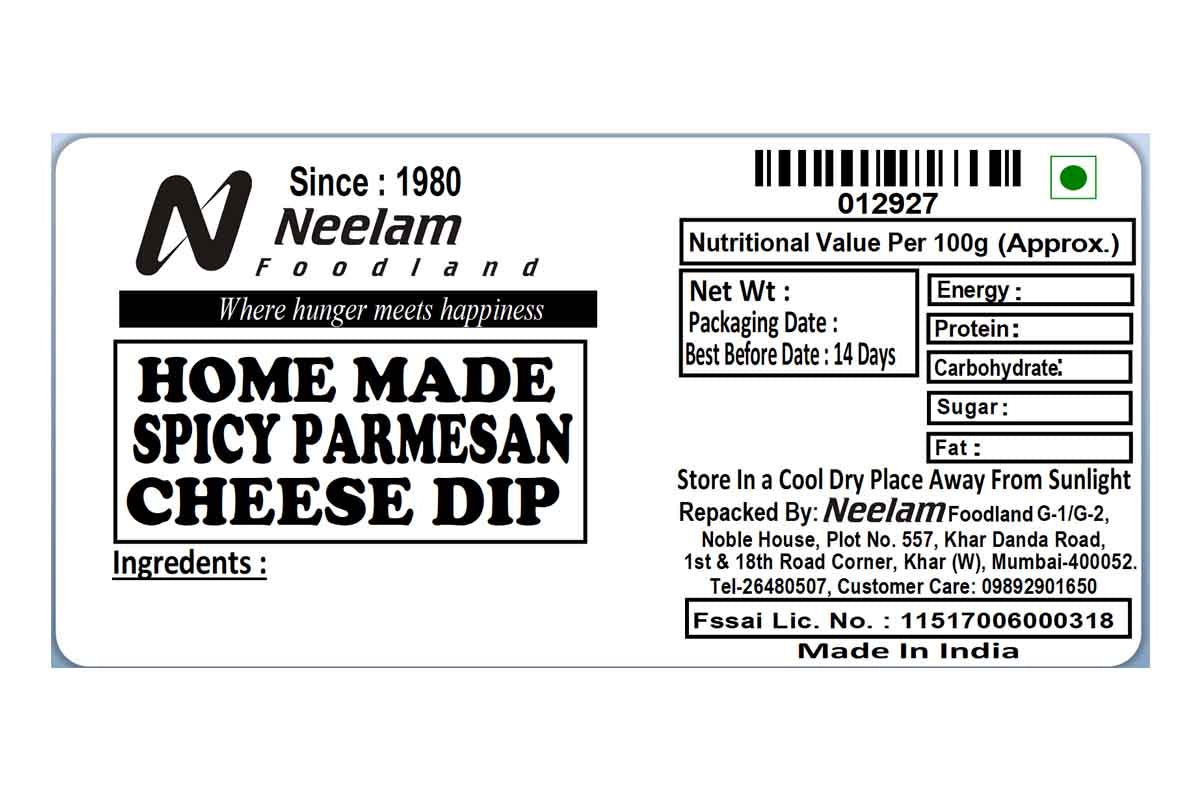 Since : 1980
Neelam
Foodland
Where hunger meets happiness
HOME MADE
SPICY PARMESAN
CHEESE DIP
Ingredents :
012927
Nutritional Value Per 100g (Approx.)
Net Wt :
Packaging Date :
Best Before Date : 14 Days
Energy :
Protein :
Carbohydrate:
Sugar :
Fat :
Store In a Cool Dry Place Away From Sunlight
Repacked By: Neelam Foodland G-1/G-2,
Noble House, Plot No. 557, Khar Danda Road,
1st & 18th Road Corner, Khar (W), Mumbai-400052.
Tel-26480507, Customer Care: 09892901650
Fssai Lic. No. : 11517006000318
Made In India